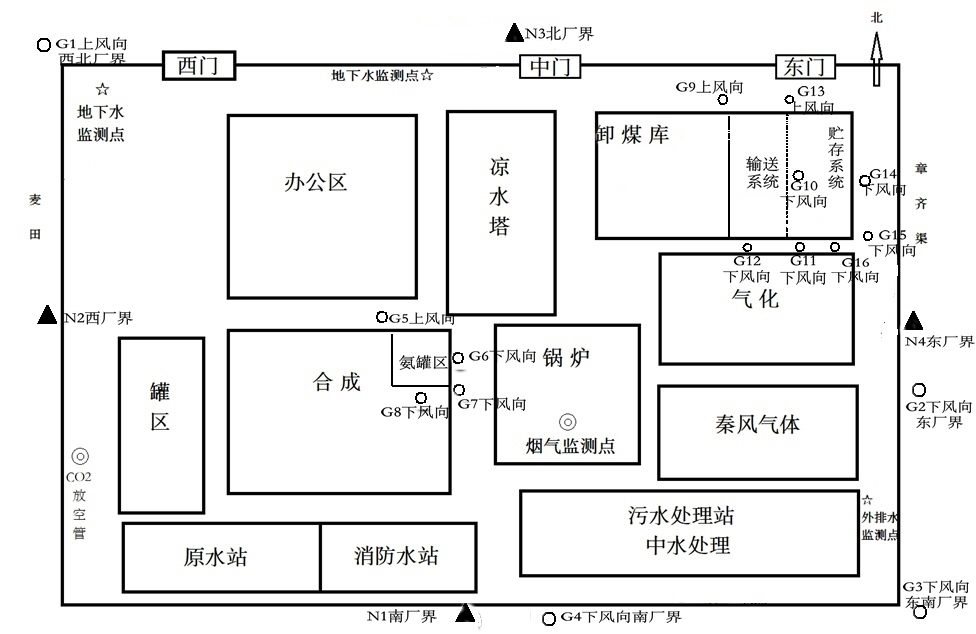 G1上风向
西北厂界
N3北厂界
北
西门
中门
东门
地下水监测点☆
☆
地下水
监测点
G9上风向
G13
上风向
办公区
凉
水
塔
卸煤库
输送
系统
贮
存
系
统
G10
下风向
G14
下风向
章
齐
渠
麦
田
G15
下风向
G12
下风向
G11
下风向
G16
下风向
气化
N2西厂界
G5上风向
N4东厂界
罐
区
合成
氨罐区
G6下风向
G7下风向
G8下风向
锅炉
烟气监测点
G2下风向
东厂界
秦风气体
CO2
放
空
管
☆
外排水
监测点
污水处理站
中水处理
原水站
消防水站
G3下风向
东南厂界
N1南厂界
G4下风向南厂界